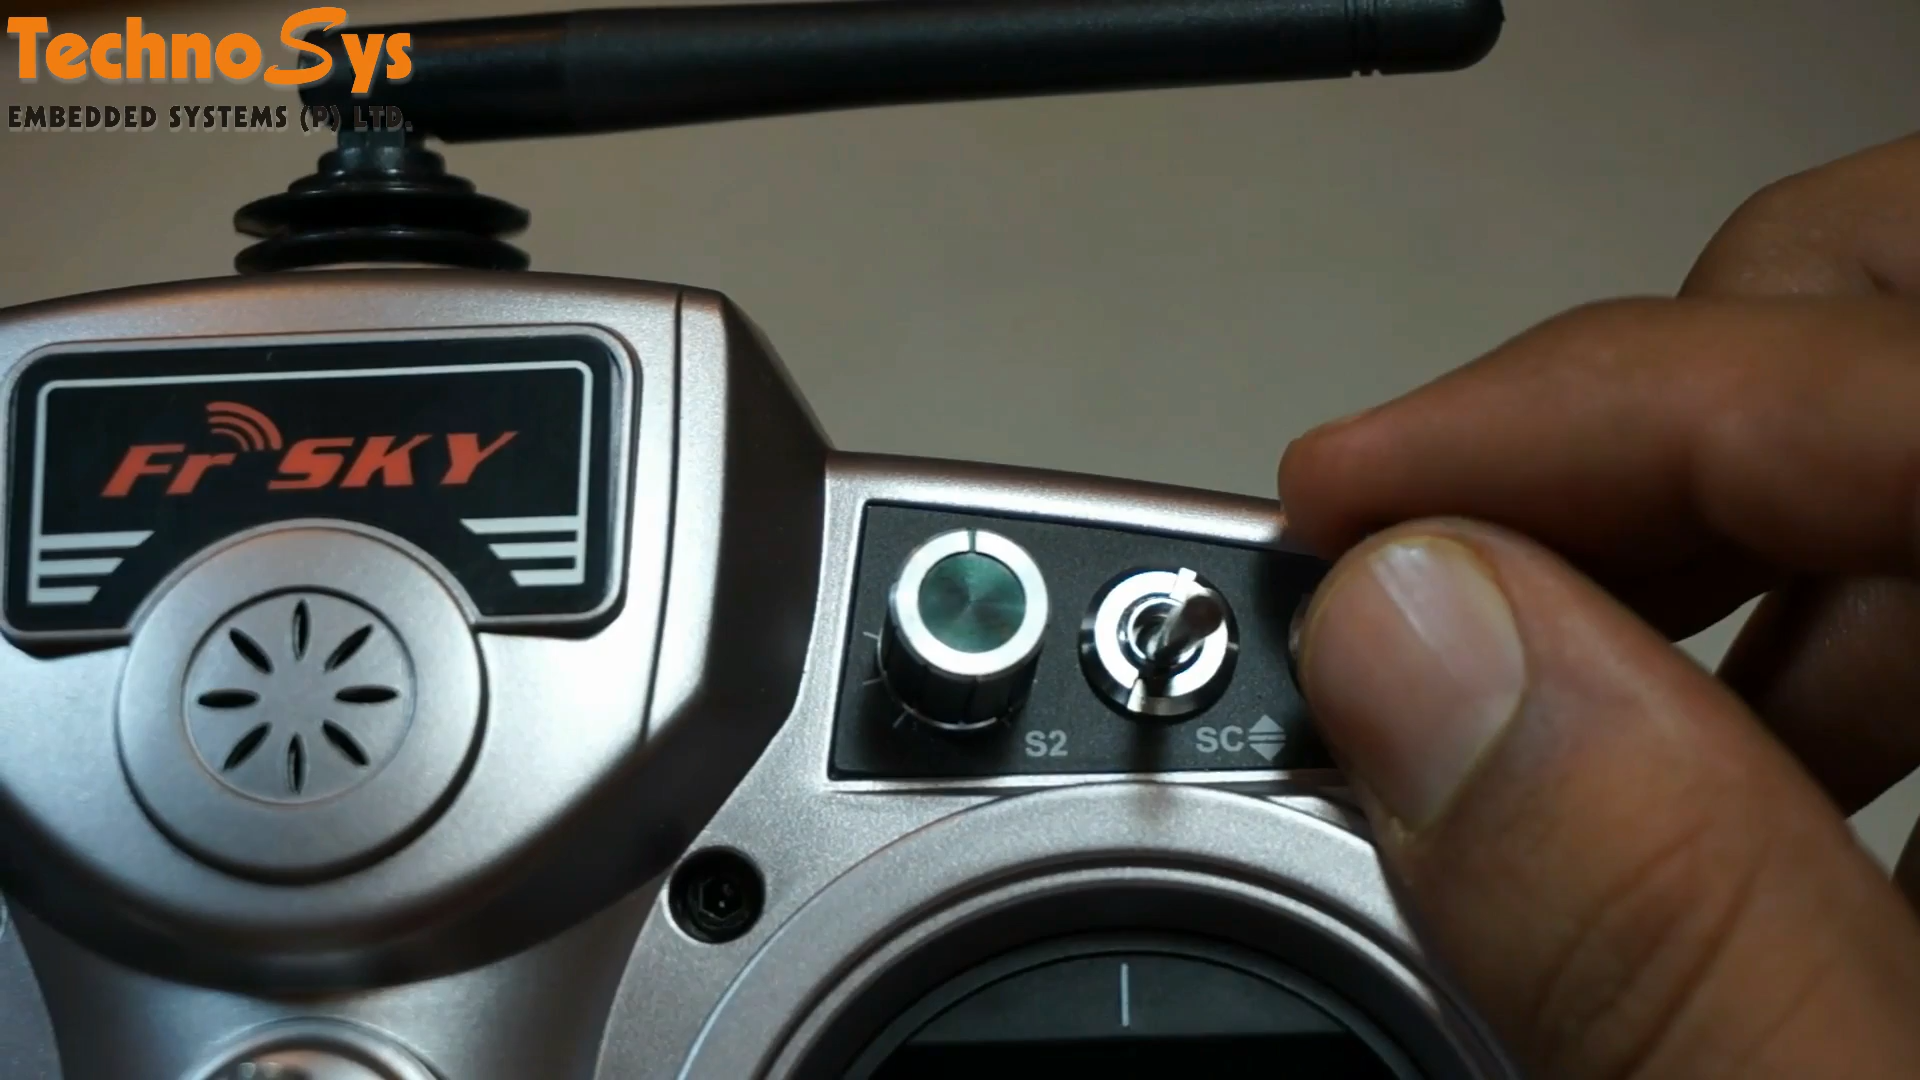 TechnoSys
EMBEDDED SYSTEMS (P) LTD.
FrSKY
S2
SC